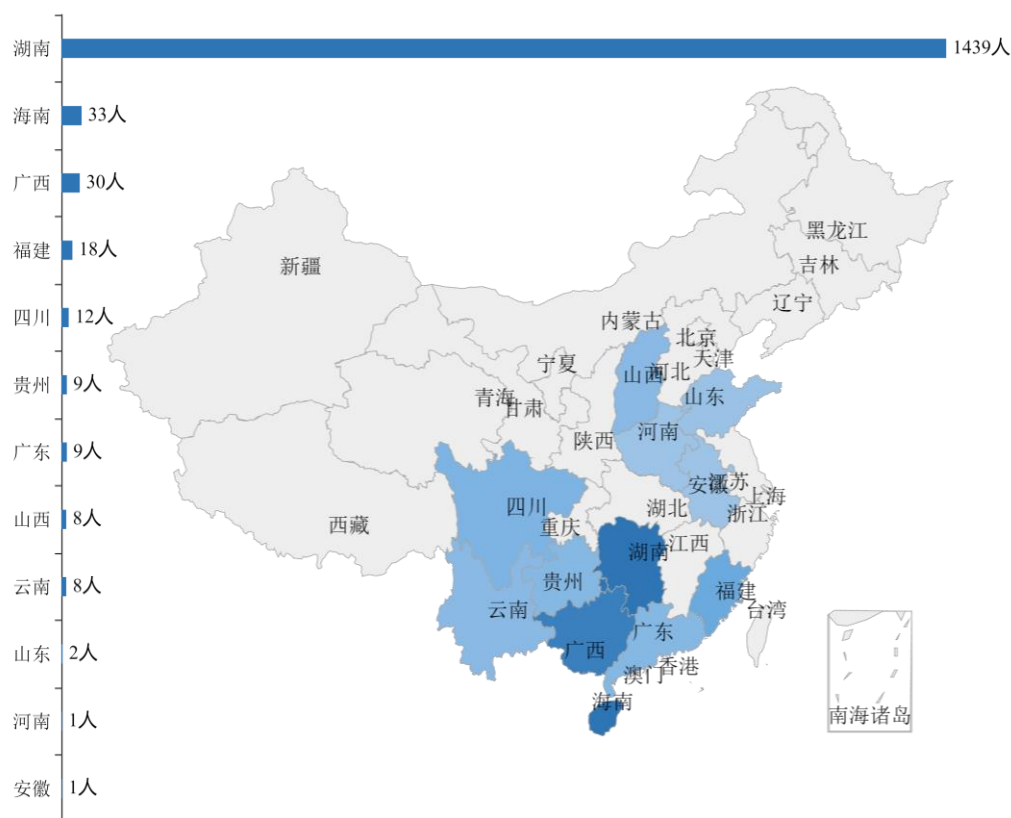 湖南 1439人
海南 33人
广西 30人
福建 18人
四川 12人
贵州 9人
广东 9人
山西 8人
云南 8人
山东 2人
河南 1人
安徽 1人
黑龙江
吉林
新疆
辽宁
内蒙古
北京
天津
宁夏
山西
河北
山东
青海
甘肃
河南
陕西
安徽
江苏
上海
四川
湖北
浙江
重庆
西藏
湖南
江西
贵州
福建
云南
台湾
广东
广西
香港
澳门
海南
南海诸岛